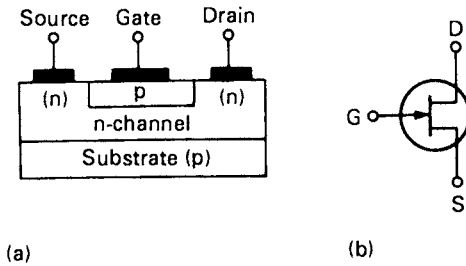 Source Gate Drain
(n) p (n)
n-channel
Substrate (p)
D
G
S
(a) (b)